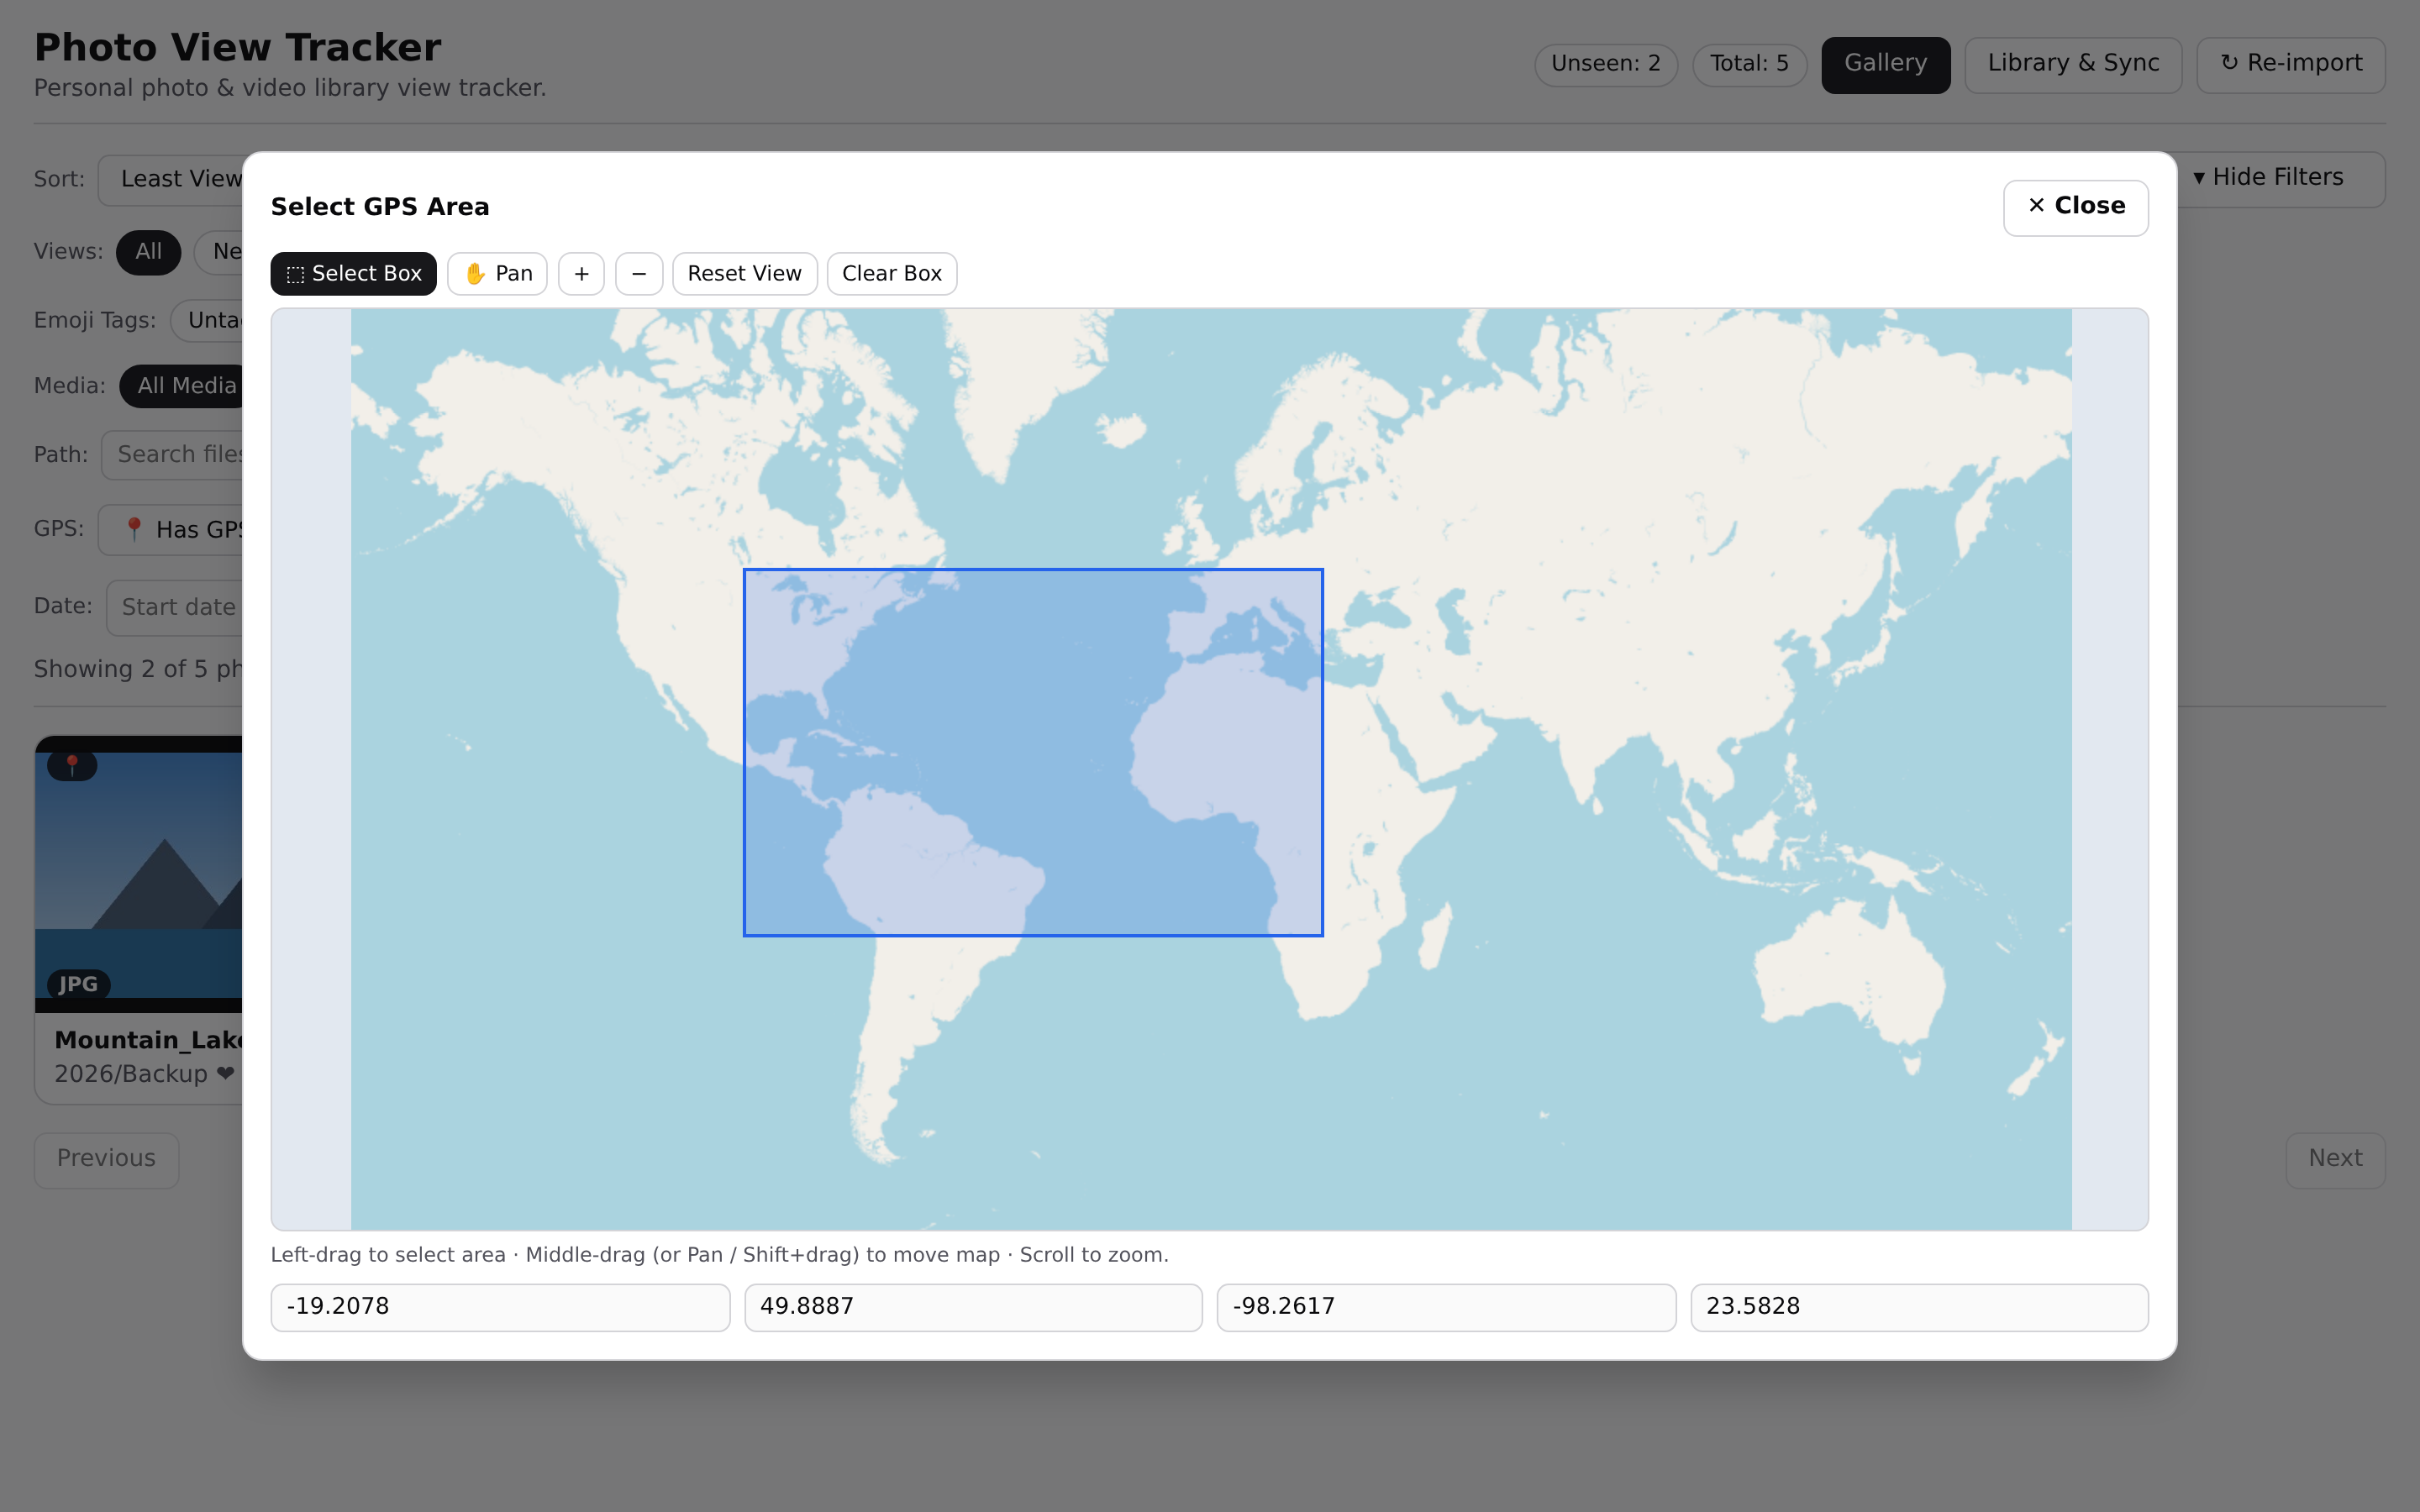 Photo View Tracker
Personal photo & video library view tracker.
Unseen: 2
Total: 5
Gallery
Library & Sync
↻ Re-import
Sort:
Least View
▾ Hide Filters
Views:
All
Ne
Emoji Tags:
Unta
Media:
All Media
Path:
Search files
GPS:
📍 Has GPS
Date:
Start date
Showing 2 of 5 ph
Select GPS Area
✕ Close
⬚ Select Box
✋ Pan
+
−
Reset View
Clear Box
Left-drag to select area · Middle-drag (or Pan / Shift+drag) to move map · Scroll to zoom.
-19.2078
49.8887
-98.2617
23.5828
JPG
Mountain_Lake
2026/Backup ❤
Previous
Next